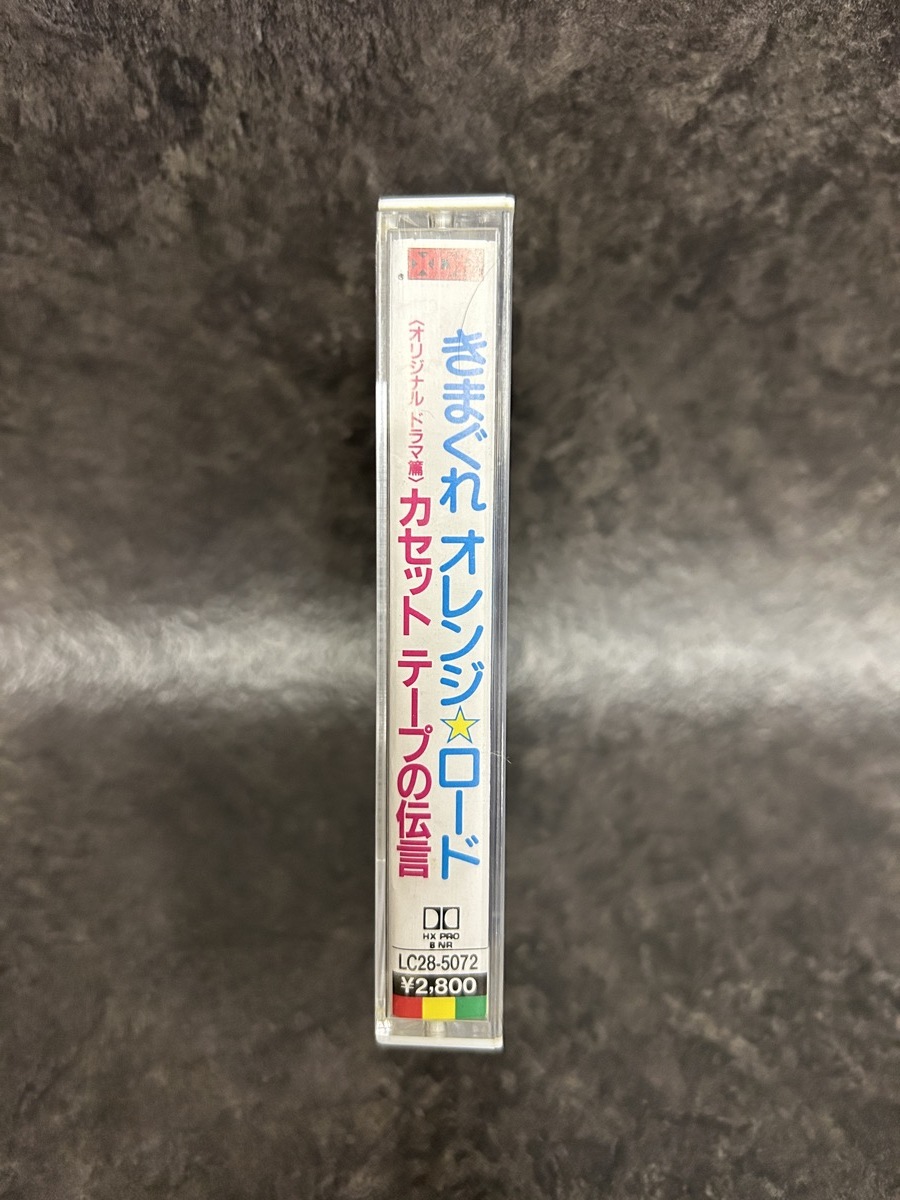 きまぐれ オレンジ☆ロード
〈オリジナル ドラマ篇〉カセット テープの伝言
HX PRO
B NR
LC28-5072
¥2,800